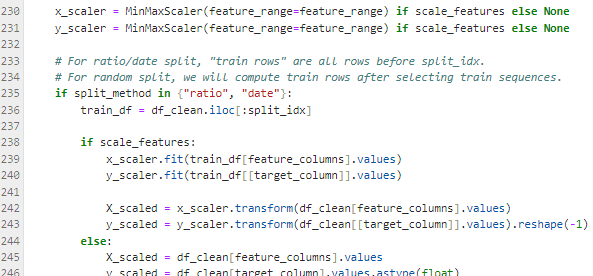 230 x_scaler = MinMaxScaler(feature_range=feature_range) if scale_features else None
231 y_scaler = MinMaxScaler(feature_range=feature_range) if scale_features else None
232
233 # For ratio/date split, "train rows" are all rows before split_idx.
234 # For random split, we will compute train rows after selecting train sequences.
235 if split_method in {"ratio", "date"}:
236     train_df = df_clean.iloc[:split_idx]
237
238     if scale_features:
239         x_scaler.fit(train_df[feature_columns].values)
240         y_scaler.fit(train_df[[target_column]].values)
241
242         X_scaled = x_scaler.transform(df_clean[feature_columns].values)
243         y_scaled = y_scaler.transform(df_clean[[target_column]].values).reshape(-1)
244     else:
245         X_scaled = df_clean[feature_columns].values
246         y_scaled = df_clean[target_column].values.astype(float)